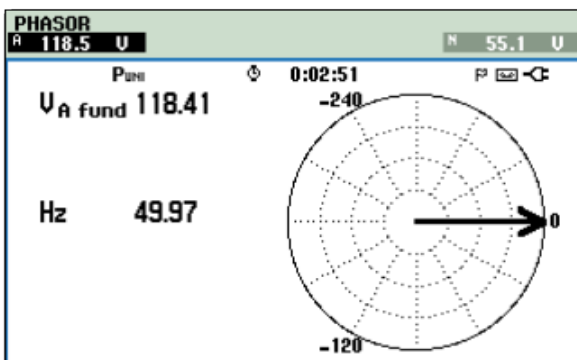 PHASOR
A 118.5 V
N 55.1 V
PUNI 0:02:51
VA fund 118.41
-240
Hz 49.97
0
-120